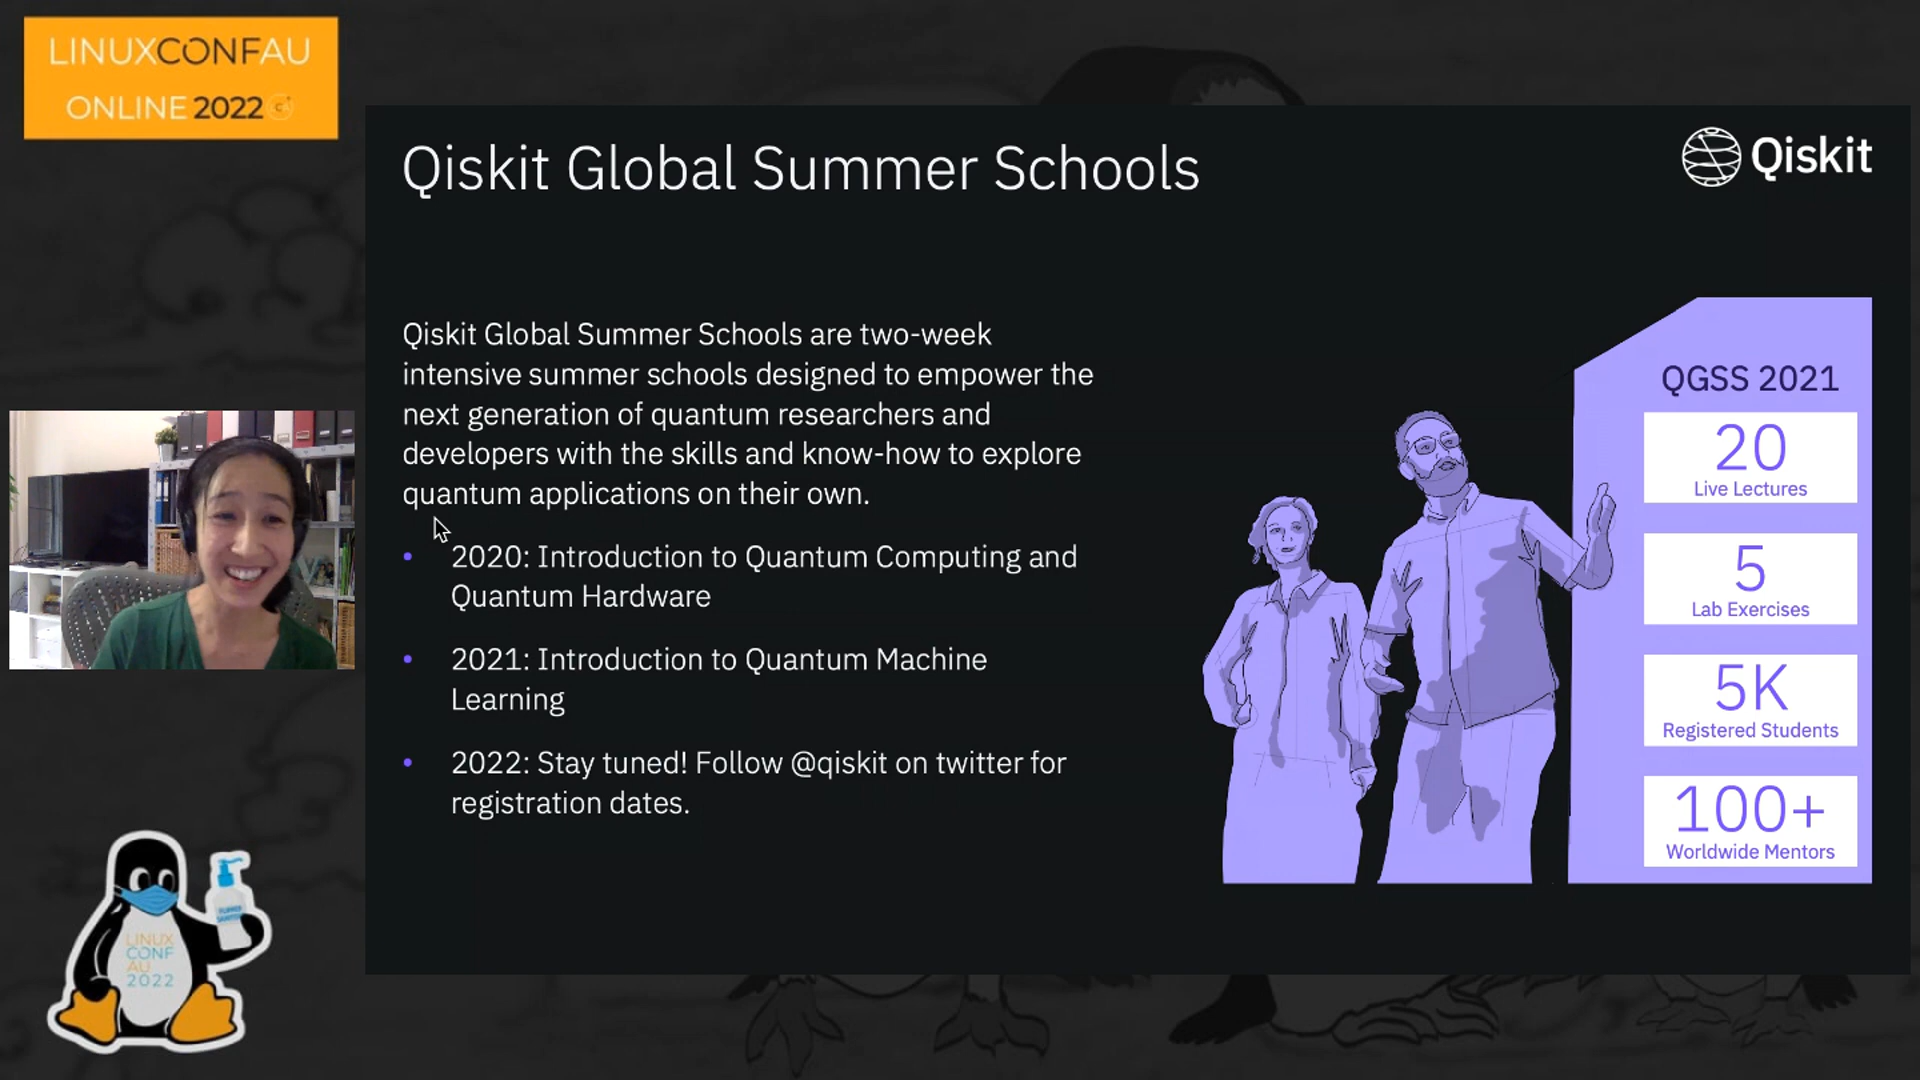 LINUXCONFAU
ONLINE 2022
Qiskit Global Summer Schools
Qiskit
Qiskit Global Summer Schools are two-week
intensive summer schools designed to empower the
next generation of quantum researchers and
developers with the skills and know-how to explore
quantum applications on their own.
• 2020: Introduction to Quantum Computing and
Quantum Hardware
• 2021: Introduction to Quantum Machine
Learning
• 2022: Stay tuned! Follow @qiskit on twitter for
registration dates.
QGSS 2021
20
Live Lectures
5
Lab Exercises
5K
Registered Students
100+
Worldwide Mentors
LINUX
CONF
AU
2022